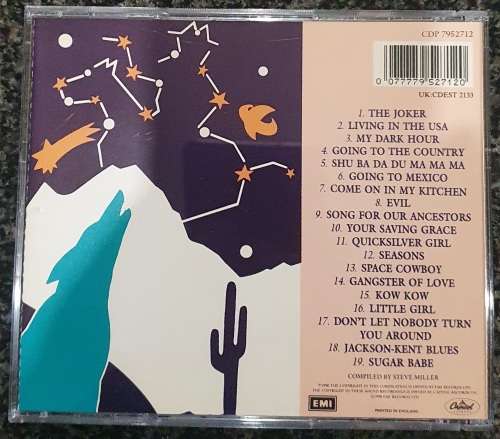 CDP 7952712
0 077779 527120
UK:CDEST 2133
1. THE JOKER
2. LIVING IN THE USA
3. MY DARK HOUR
4. GOING TO THE COUNTRY
5. SHU BA DA DU MA MA MA
6. GOING TO MEXICO
7. COME ON IN MY KITCHEN
8. EVIL
9. SONG FOR OUR ANCESTORS
10. YOUR SAVING GRACE
11. QUICKSILVER GIRL
12. SEASONS
13. SPACE COWBOY
14. GANGSTER OF LOVE
15. KOW KOW
16. LITTLE GIRL
17. DON'T LET NOBODY TURN
YOU AROUND
18. JACKSON-KENT BLUES
19. SUGAR BABE
COMPILED BY STEVE MILLER
EMI
Capitol
PRINTED IN ENGLAND